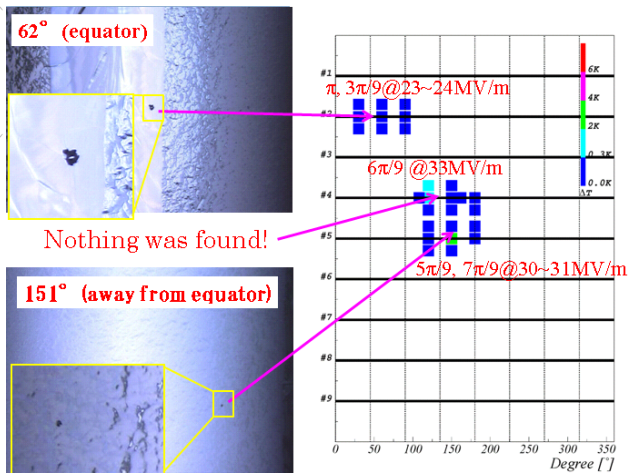 62° (equator)
Nothing was found!
151° (away from equator)
π, 3π/9@23~24MV/m
6π/9 @33MV/m
5π/9, 7π/9@30~31MV/m
#1
#2
#3
#4
#5
#6
#7
#8
#9
0
50
100
150
200
250
300
350
Degree [°]
6K
4K
2K
0.3K
0.0K
ΔT